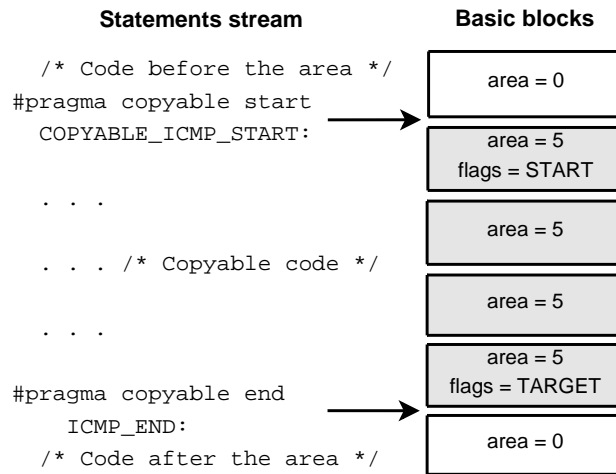 Statements stream
/* Code before the area */
#pragma copyable start
COPYABLE_ICMP_START:
. . .
. . . /* Copyable code */
. . .
#pragma copyable end
ICMP_END:
/* Code after the area */
Basic blocks
area = 0
area = 5
flags = START
area = 5
area = 5
area = 5
flags = TARGET
area = 0